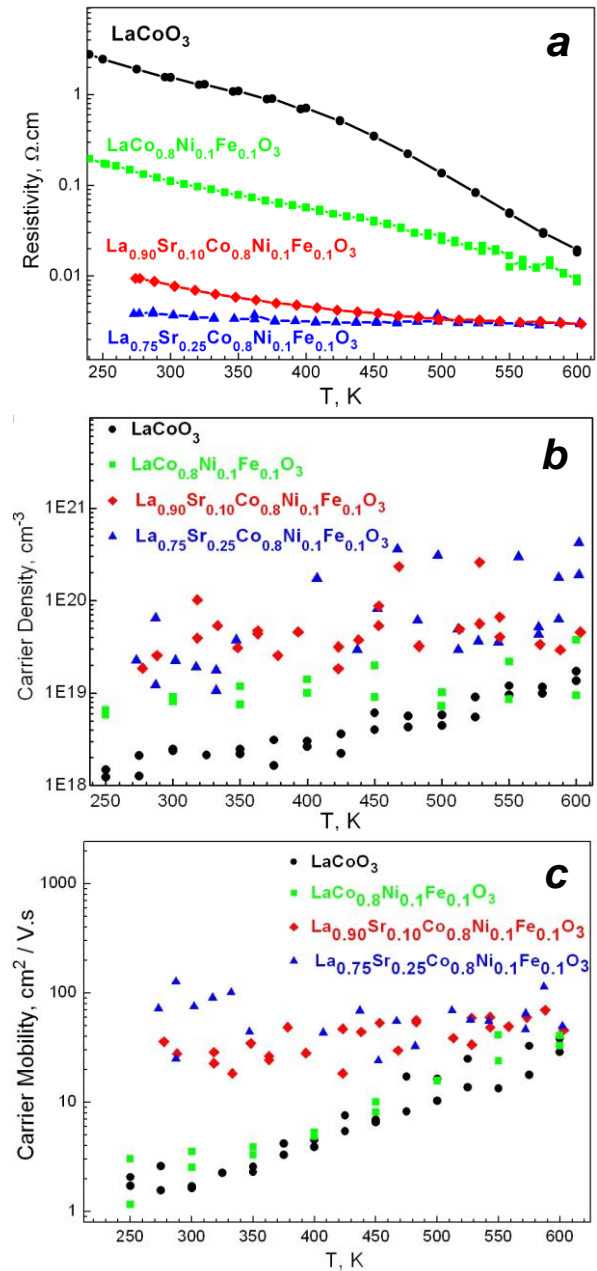 a
LaCoO₃
LaCo₀.₈Ni₀.₁Fe₀.₁O₃
La₀.₉₀Sr₀.₁₀Co₀.₈Ni₀.₁Fe₀.₁O₃
La₀.₇₅Sr₀.₂₅Co₀.₈Ni₀.₁Fe₀.₁O₃
Resistivity, Ω.cm
1
0.1
0.01
250 300 350 400 450 500 550 600
T, K
b
LaCoO₃
LaCo₀.₈Ni₀.₁Fe₀.₁O₃
La₀.₉₀Sr₀.₁₀Co₀.₈Ni₀.₁Fe₀.₁O₃
La₀.₇₅Sr₀.₂₅Co₀.₈Ni₀.₁Fe₀.₁O₃
Carrier Density, cm⁻³
1E21
1E20
1E19
1E18
250 300 350 400 450 500 550 600
T, K
c
LaCoO₃
LaCo₀.₈Ni₀.₁Fe₀.₁O₃
La₀.₉₀Sr₀.₁₀Co₀.₈Ni₀.₁Fe₀.₁O₃
La₀.₇₅Sr₀.₂₅Co₀.₈Ni₀.₁Fe₀.₁O₃
Carrier Mobility, cm² / V.s
1000
100
10
1
250 300 350 400 450 500 550 600
T, K